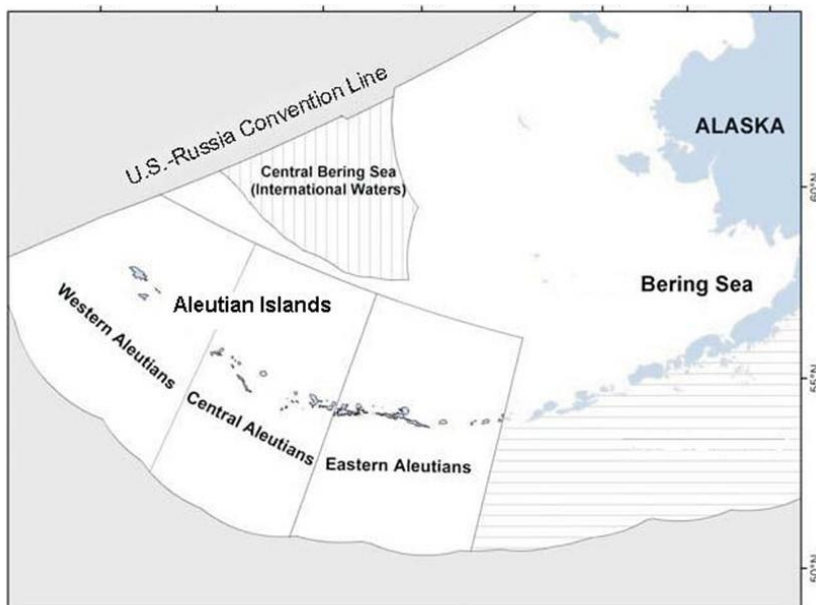 U.S.-Russia Convention Line
ALASKA
Central Bering Sea
(International Waters)
60°N
Bering Sea
Aleutian Islands
Western Aleutians
55°N
Central Aleutians
Eastern Aleutians
50°N